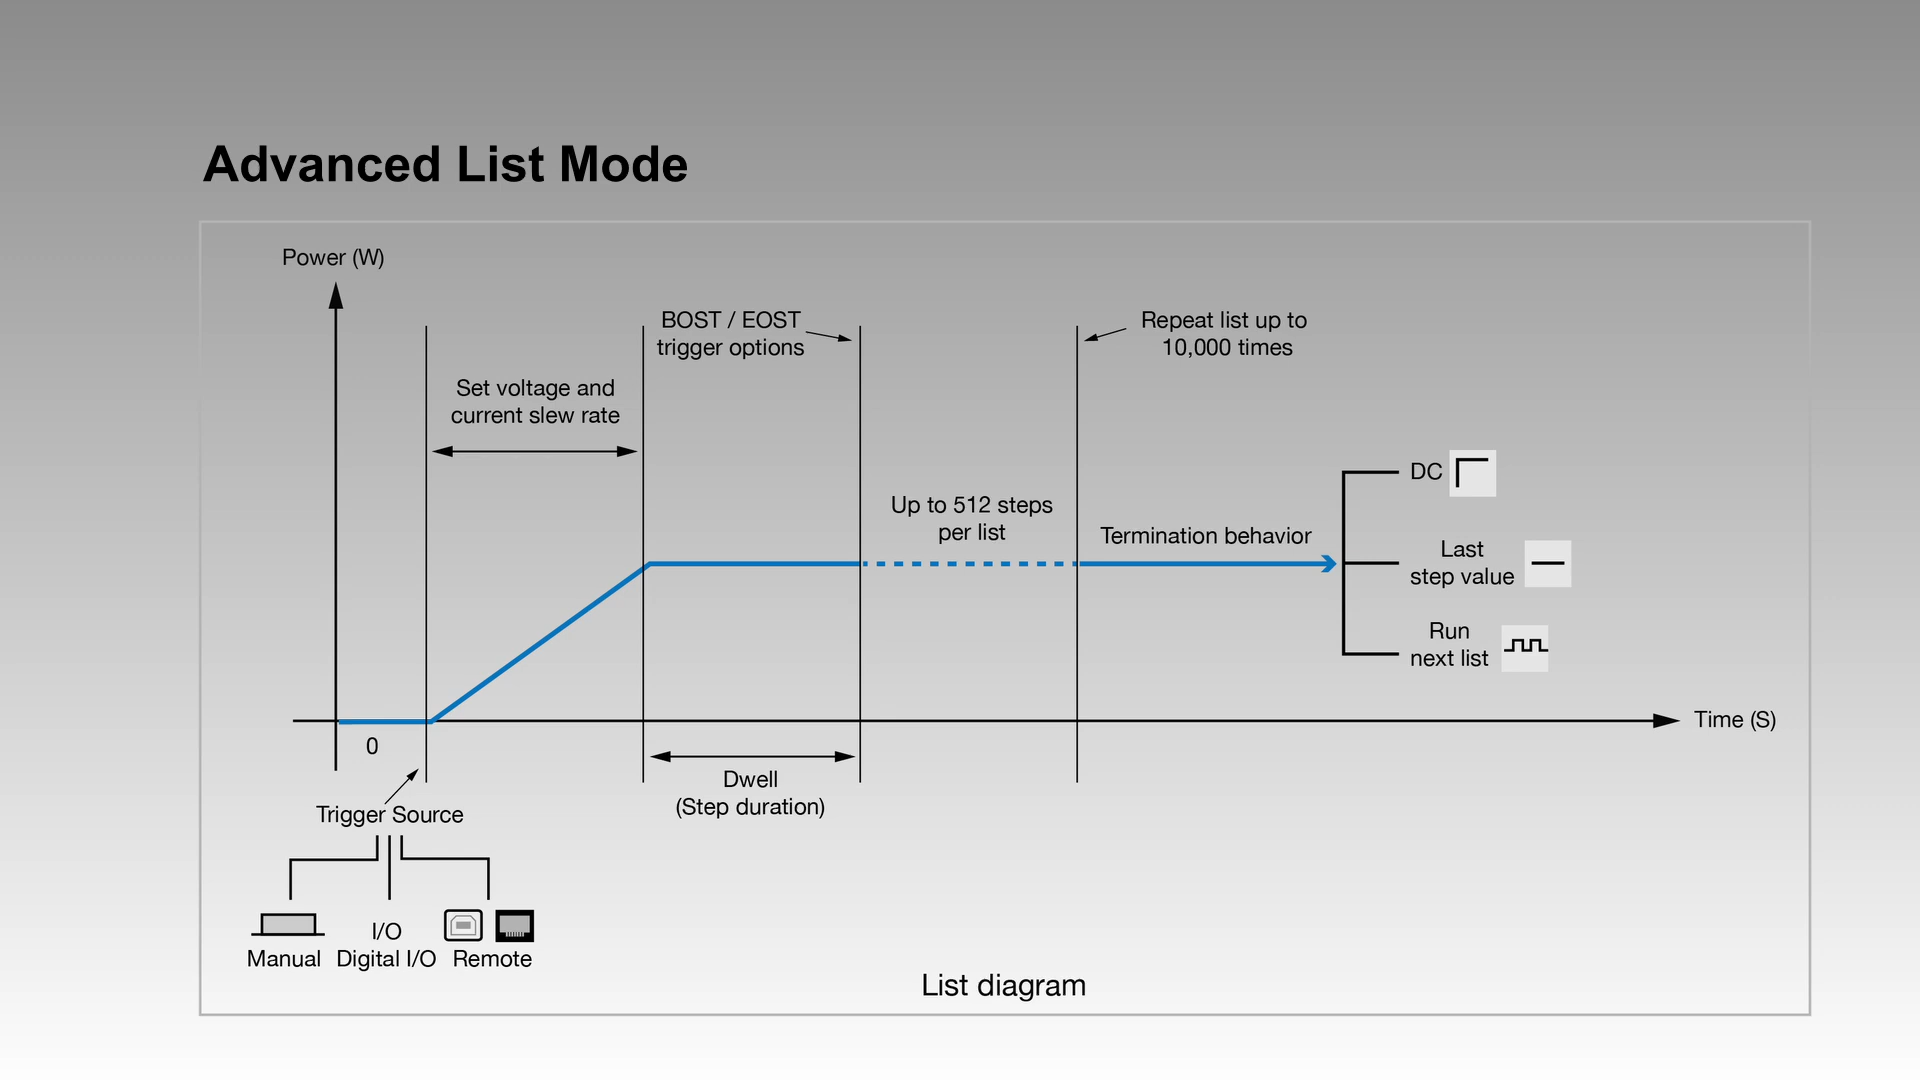 Advanced List Mode
Power (W)
BOST / EOST
trigger options
Repeat list up to
10,000 times
Set voltage and
current slew rate
DC
Up to 512 steps
per list
Termination behavior
Last
step value
Run
next list
Time (S)
0
Dwell
(Step duration)
Trigger Source
I/O
Manual
Digital I/O
Remote
List diagram